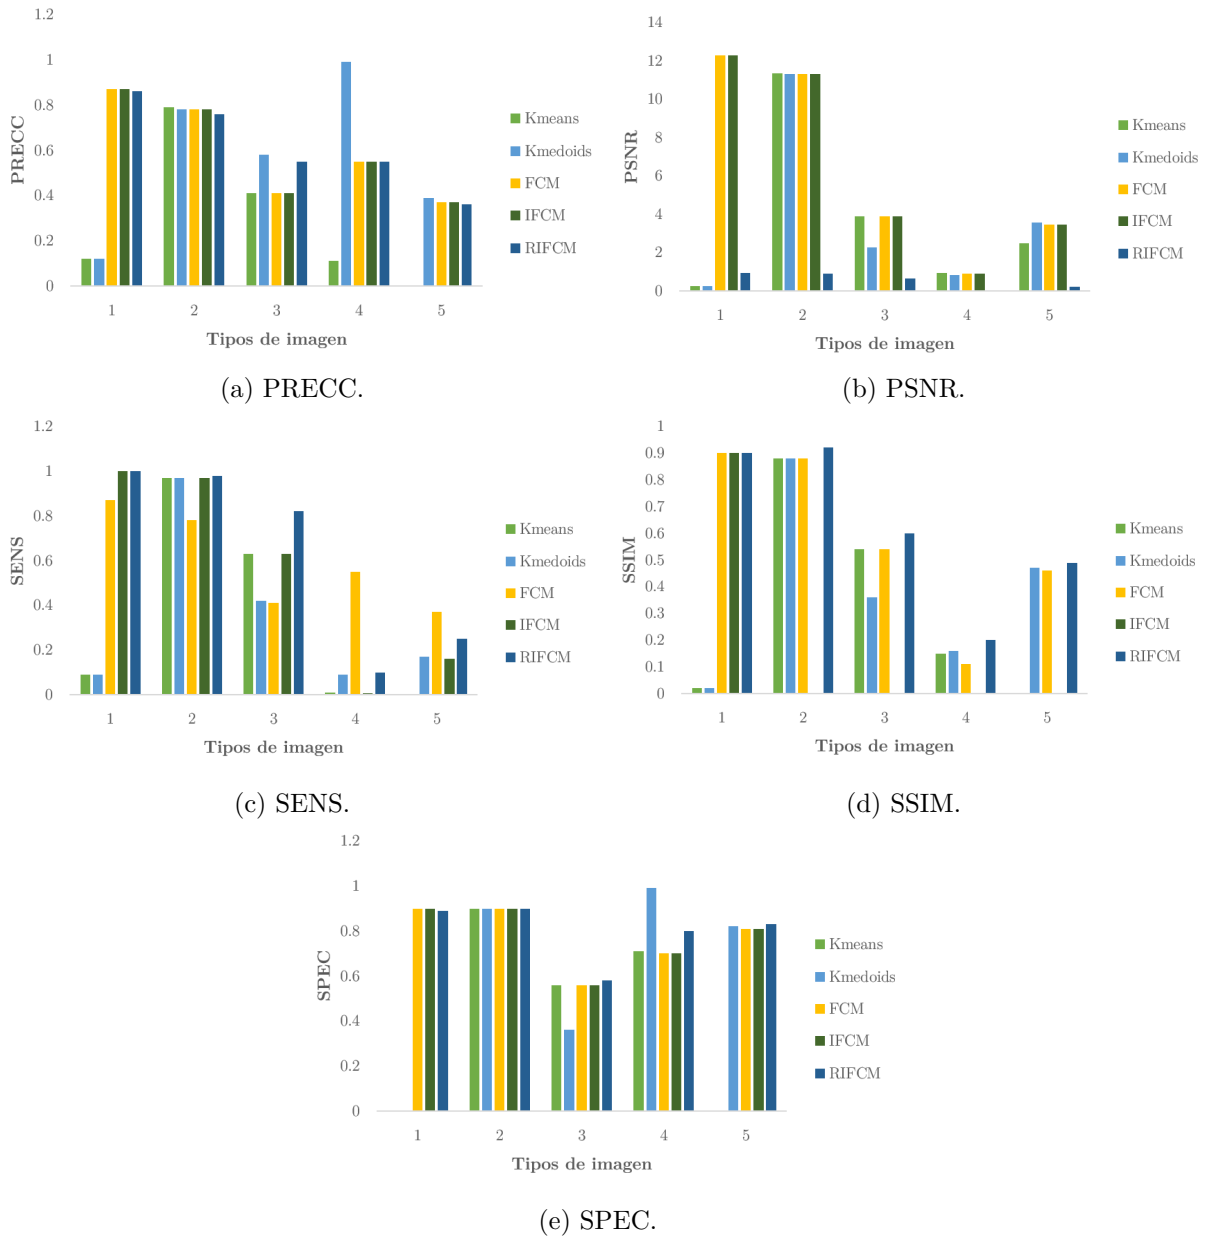 1.2
1
0.8
0.6
0.4
0.2
0
PRECC
1 2 3 4 5
Tipos de imagen
Kmeans
Kmedoids
FCM
IFCM
RIFCM
(a) PRECC.
14
12
10
8
6
4
2
0
PSNR
1 2 3 4 5
Tipos de imagen
Kmeans
Kmedoids
FCM
IFCM
RIFCM
(b) PSNR.
1.2
1
0.8
0.6
0.4
0.2
0
SENS
1 2 3 4 5
Tipos de imagen
Kmeans
Kmedoids
FCM
IFCM
RIFCM
(c) SENS.
1
0.9
0.8
0.7
0.6
0.5
0.4
0.3
0.2
0.1
0
SSIM
1 2 3 4 5
Tipos de imagen
Kmeans
Kmedoids
FCM
IFCM
RIFCM
(d) SSIM.
1.2
1
0.8
0.6
0.4
0.2
0
SPEC
1 2 3 4 5
Tipos de imagen
Kmeans
Kmedoids
FCM
IFCM
RIFCM
(e) SPEC.